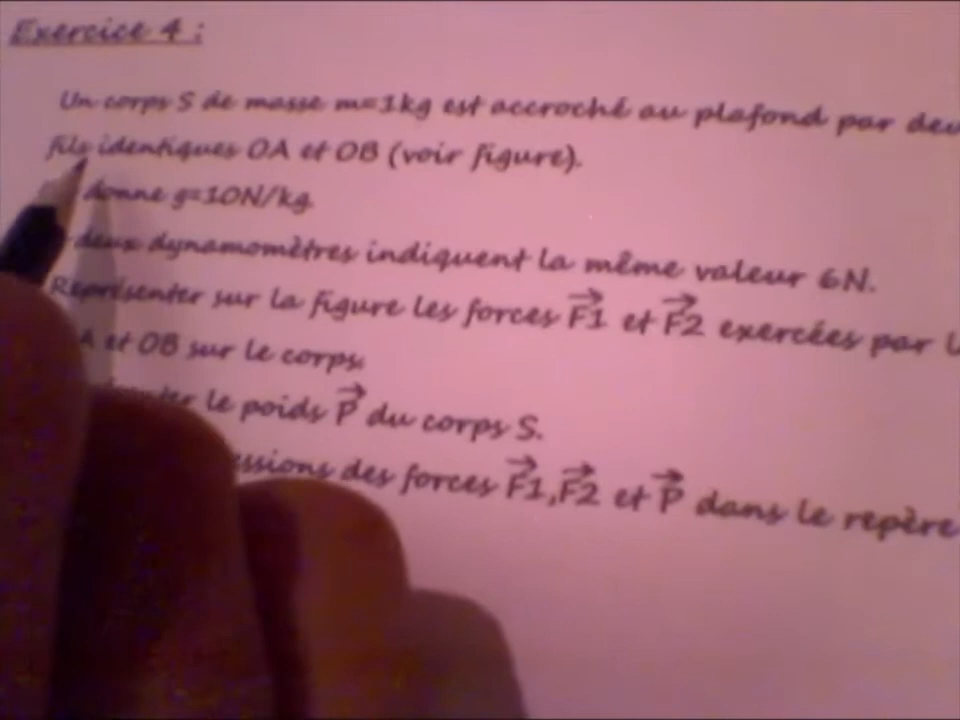 Exercice 4 :
Un corps S de masse m=1kg est accroché au plafond par deu
fils identiques OA et OB (voir figure).
donne g=10N/kg
deux dynamomètres indiquent la même valeur 6N.
Représenter sur la figure les forces F1 et F2 exercées par l
A et OB sur le corps.
le poids P du corps S.
essions des forces F1,F2 et P dans le repère